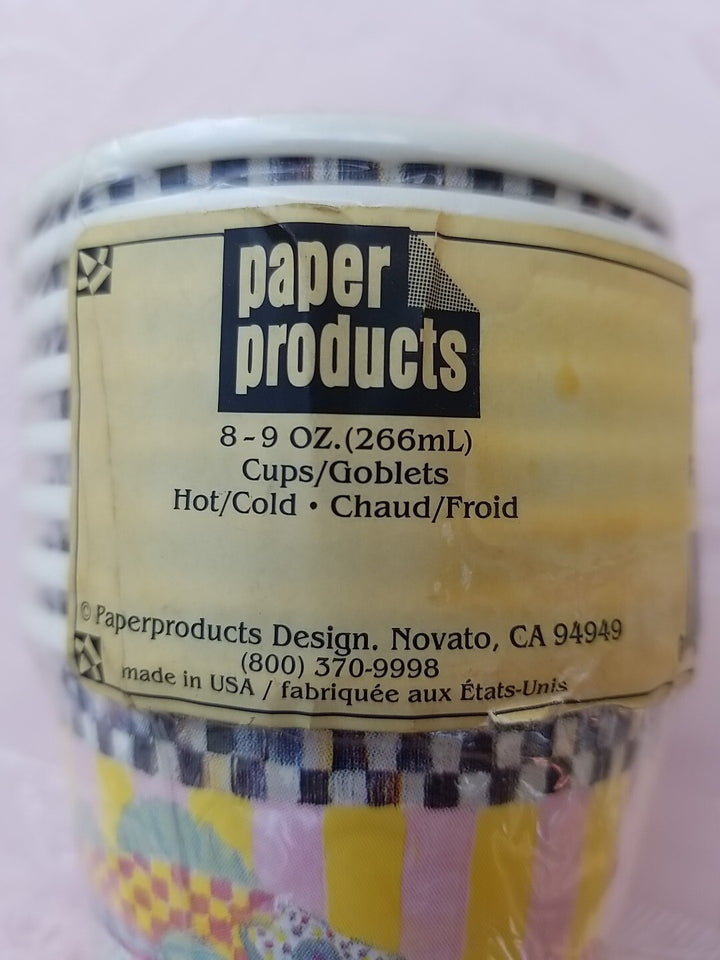 paper
products
8-9 OZ.(266mL)
Cups/Goblets
Hot/Cold • Chaud/Froid
© Paperproducts Design. Novato, CA 94949
(800) 370-9998
made in USA / fabriquée aux États-Unis